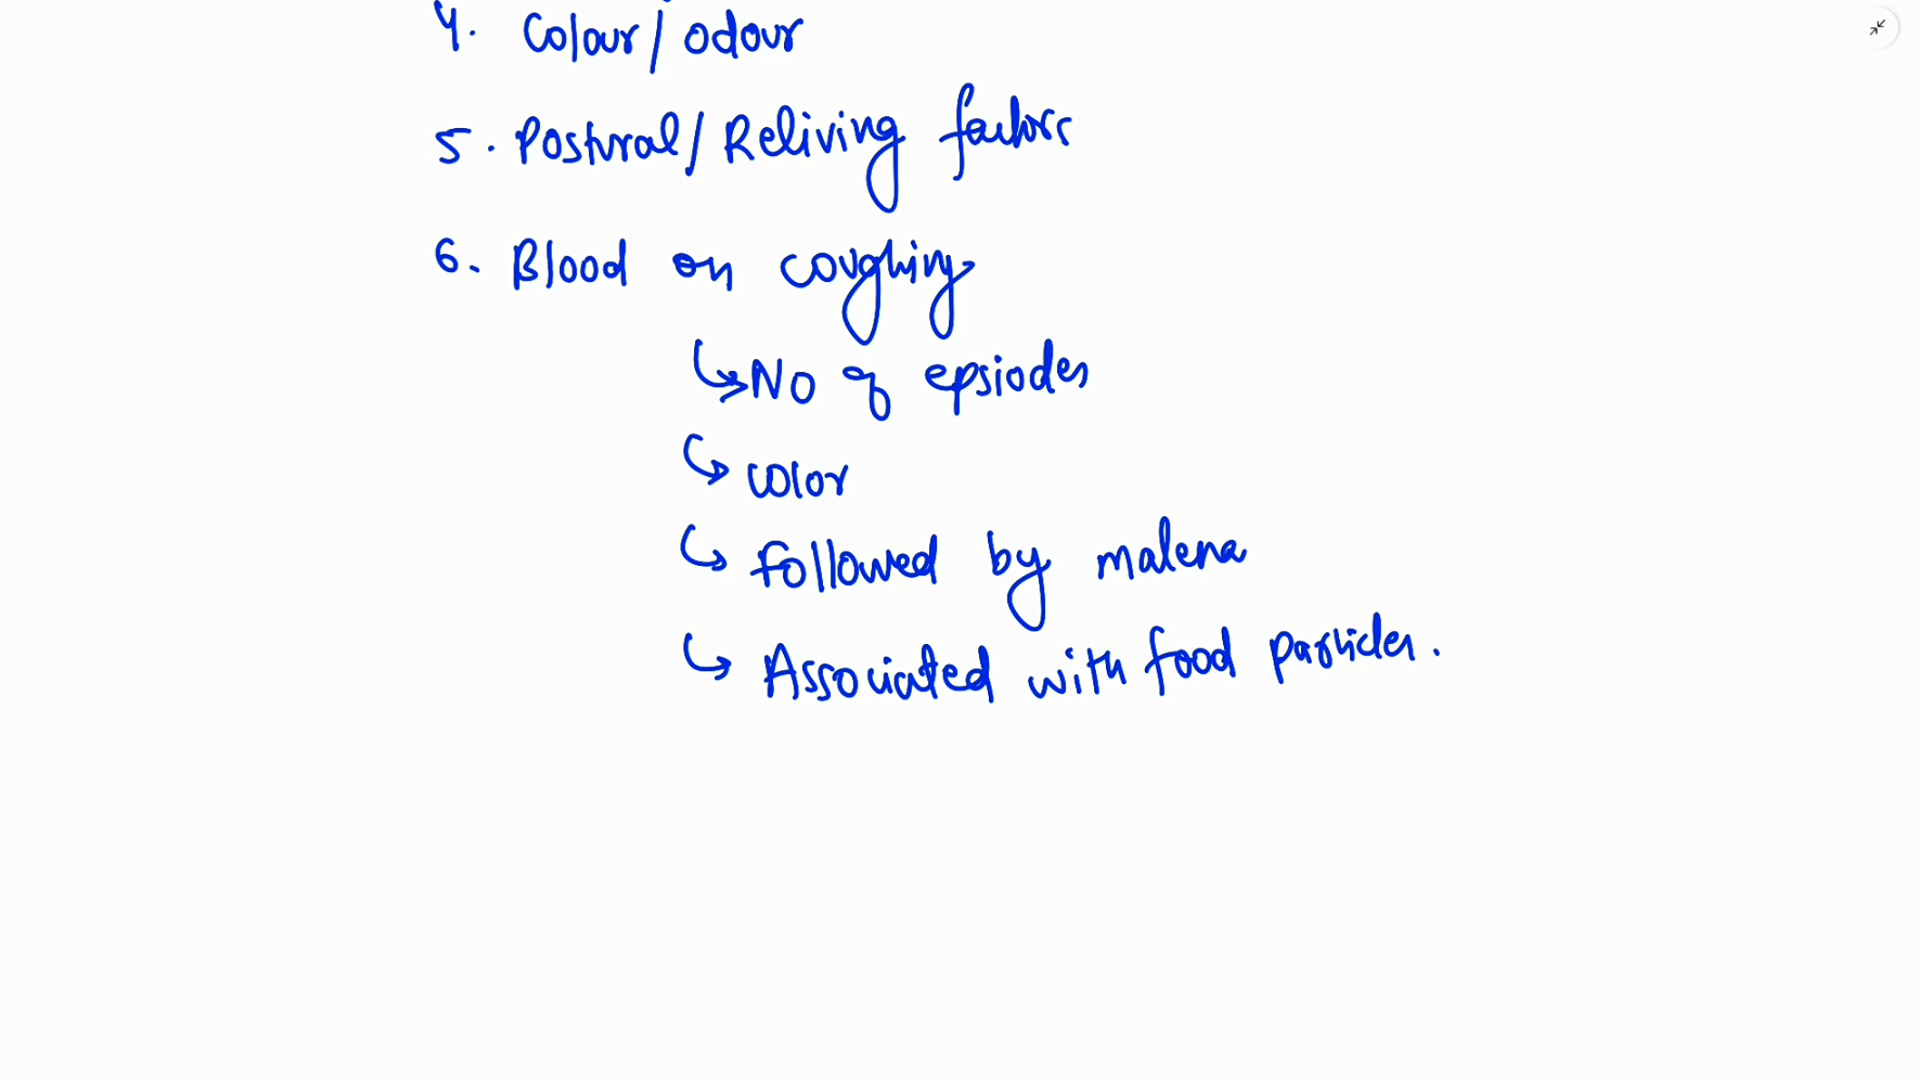 4. Colour/odour
5. Postural/Reliving factors
6. Blood on coughing
↳ No of epsiodes
↳ color
↳ followed by malena
↳ Associated with food particles.